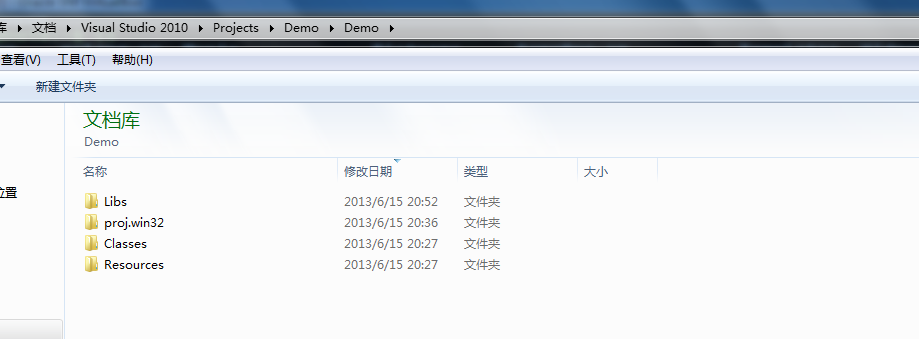 库 ▸ 文档 ▸ Visual Studio 2010 ▸ Projects ▸ Demo ▸ Demo ▸
查看(V) 工具(T) 帮助(H)
新建文件夹
文档库
Demo
位置
名称 修改日期 类型 大小
Libs 2013/6/15 20:52 文件夹
proj.win32 2013/6/15 20:36 文件夹
Classes 2013/6/15 20:27 文件夹
Resources 2013/6/15 20:27 文件夹